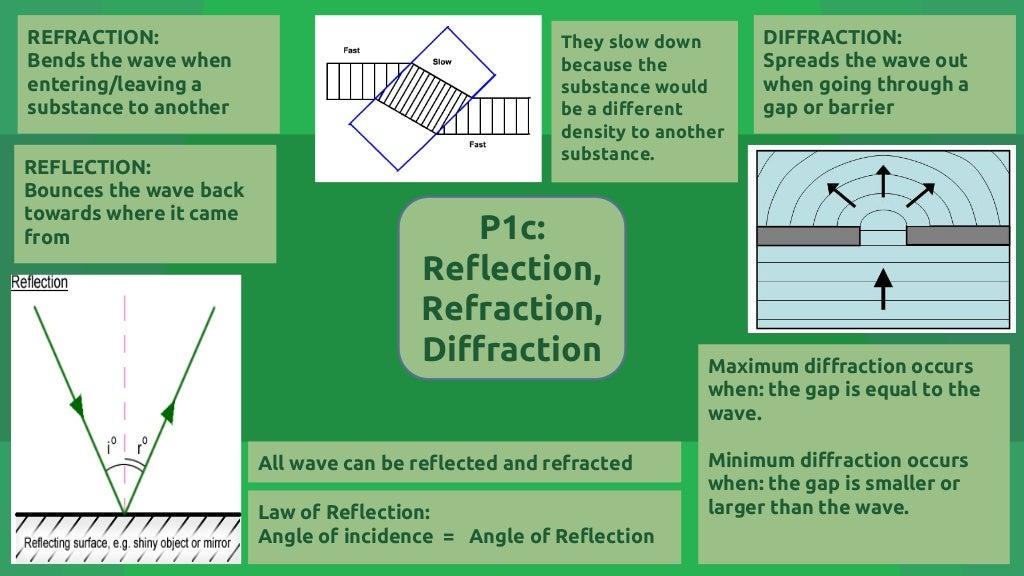 REFRACTION:
Bends the wave when
entering/leaving a
substance to another
Fast
Slow
Fast
They slow down
because the
substance would
be a different
density to another
substance.
DIFFRACTION:
Spreads the wave out
when going through a
gap or barrier
REFLECTION:
Bounces the wave back
towards where it came
from
P1c:
Reflection,
Refraction,
Diffraction
Reflection
i° r°
Reflecting surface, e.g. shiny object or mirror
Maximum diffraction occurs
when: the gap is equal to the
wave.
Minimum diffraction occurs
when: the gap is smaller or
larger than the wave.
All wave can be reflected and refracted
Law of Reflection:
Angle of incidence = Angle of Reflection